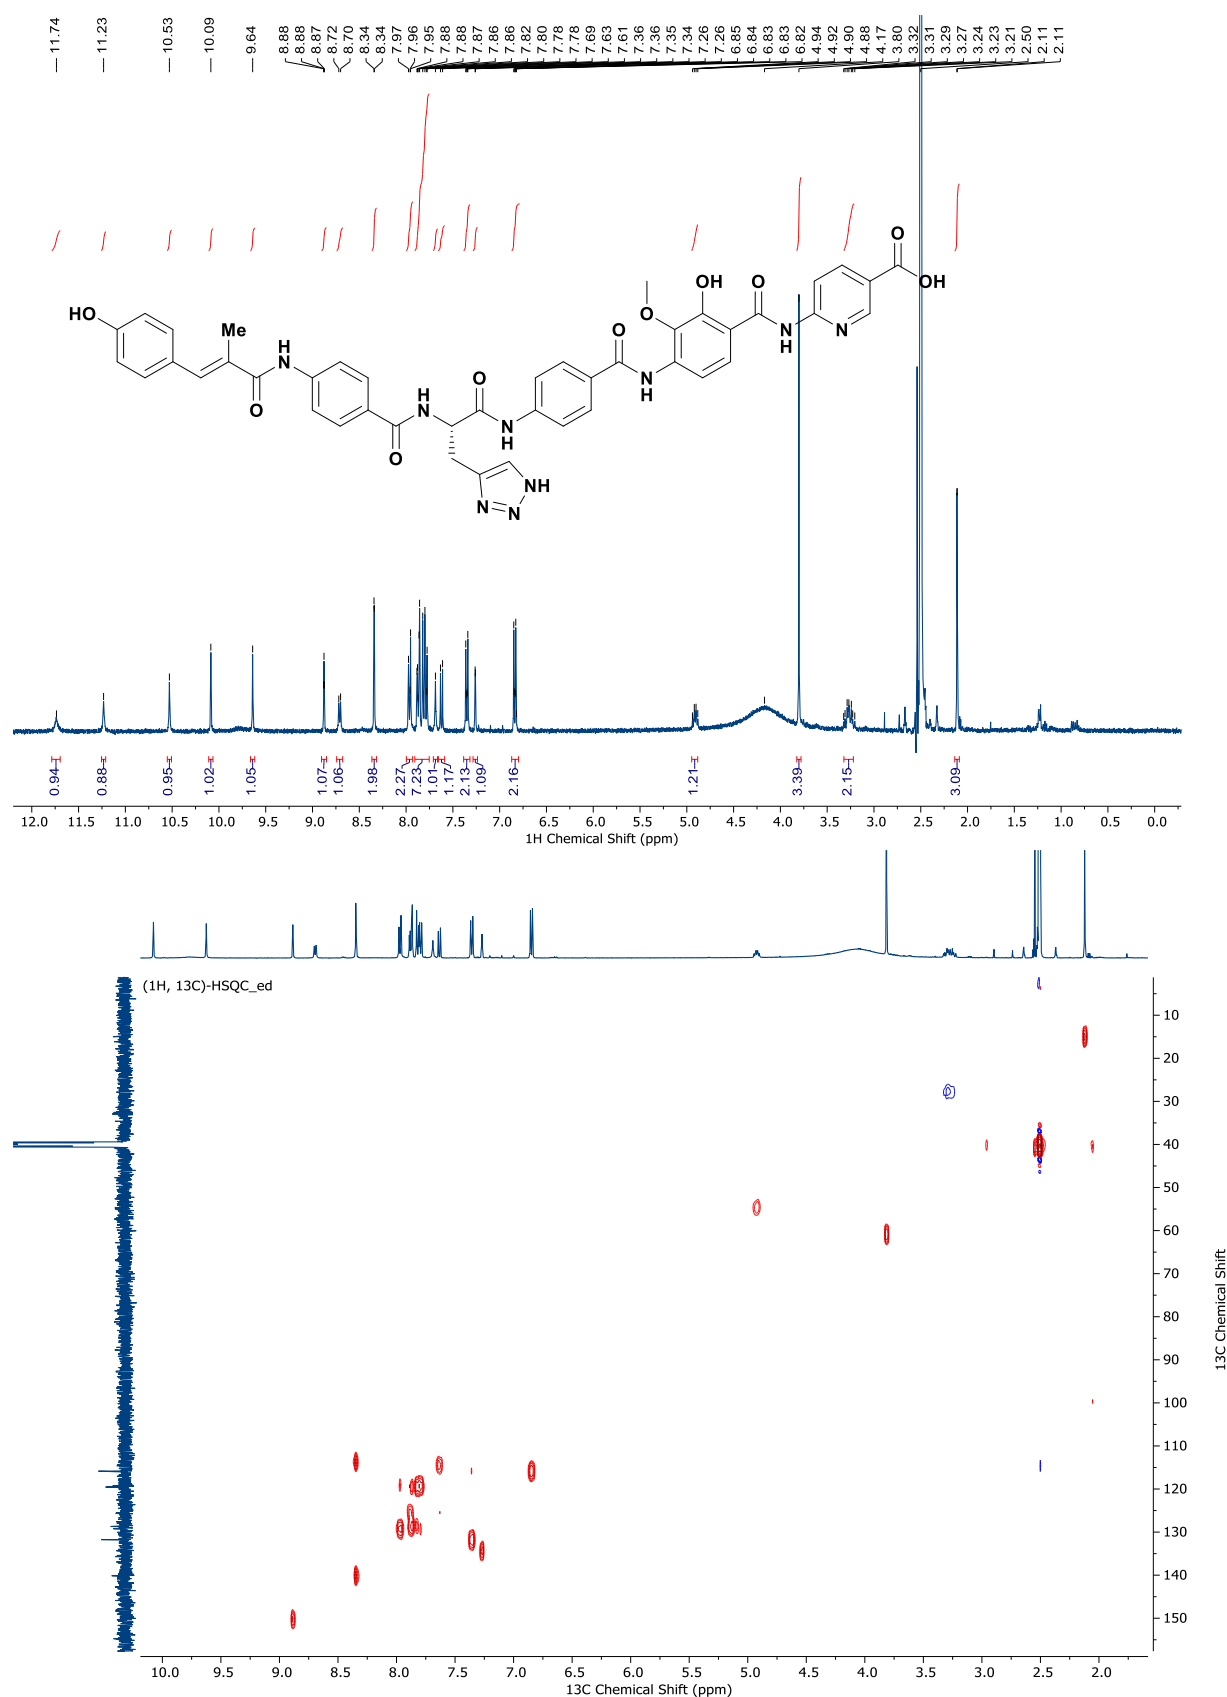 11.74
11.23
10.53
10.09
9.64
8.88
8.88
8.87
8.72
8.70
8.34
8.34
7.97
7.96
7.95
7.88
7.88
7.87
7.86
7.86
7.82
7.80
7.78
7.78
7.69
7.63
7.61
7.36
7.36
7.35
7.34
7.26
7.26
6.85
6.84
6.83
6.83
6.82
4.94
4.92
4.90
4.88
4.17
3.80
3.32
3.31
3.29
3.27
3.24
3.23
3.21
2.50
2.11
2.11
O
OH
OH
O
O
N
H
N
HO
Me
O
O
N
H
H
N
O
H
N
O
N
H
O
NH
N
N
0.94
0.88
0.95
1.02
1.05
1.07
1.06
1.98
2.27
7.23
1.01
1.17
2.13
1.09
2.16
1.21
3.39
2.15
3.09
12.0 11.5 11.0 10.5 10.0 9.5 9.0 8.5 8.0 7.5 7.0 6.5 6.0 5.5 5.0 4.5 4.0 3.5 3.0 2.5 2.0 1.5 1.0 0.5 0.0
1H Chemical Shift (ppm)
(1H, 13C)-HSQC_ed
10
20
30
40
50
60
70
80
90
100
110
120
130
140
150
13C Chemical Shift
10.0 9.5 9.0 8.5 8.0 7.5 7.0 6.5 6.0 5.5 5.0 4.5 4.0 3.5 3.0 2.5 2.0
13C Chemical Shift (ppm)